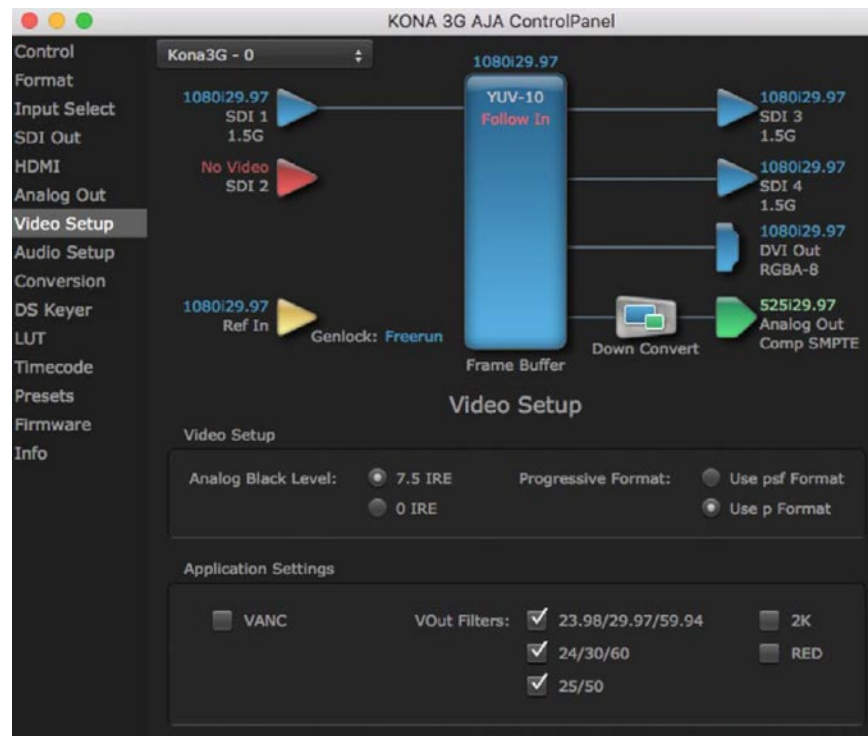 KONA 3G AJA ControlPanel
Control
Format
Input Select
SDI Out
HDMI
Analog Out
Video Setup
Audio Setup
Conversion
DS Keyer
LUT
Timecode
Presets
Firmware
Info
Kona3G - 0
1080i29.97
1080i29.97
SDI 1
1.5G
No Video
SDI 2
1080i29.97
Ref In
Genlock: Freerun
YUV-10
Follow In
Frame Buffer
1080i29.97
SDI 3
1.5G
1080i29.97
SDI 4
1.5G
1080i29.97
DVI Out
RGBA-8
Down Convert
525i29.97
Analog Out
Comp SMPTE
Video Setup
Video Setup
Analog Black Level: 7.5 IRE Progressive Format: Use psf Format
0 IRE Use p Format
Application Settings
VANC VOut Filters: 23.98/29.97/59.94 2K
24/30/60 RED
25/50